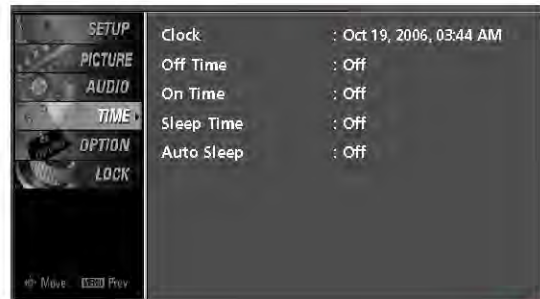 SETUP
PICTURE
AUDIO
TIME
OPTION
LOCK
Clock : Oct 19, 2006, 03:44 AM
Off Time : Off
On Time : Off
Sleep Time : Off
Auto Sleep : Off
Move MENU Prev